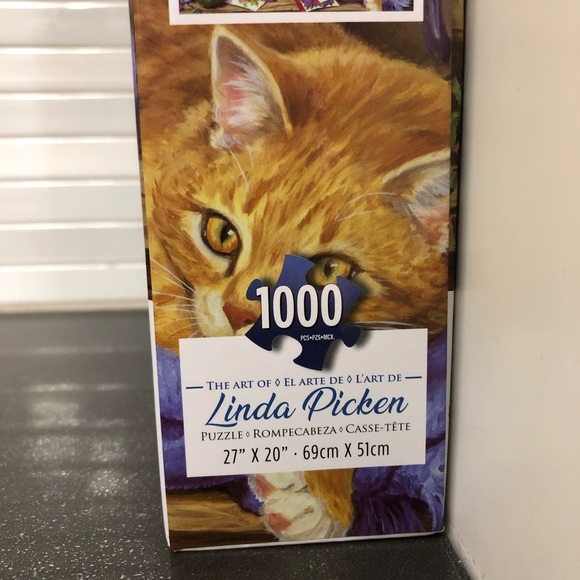 1000
PCS•PZS•MCX.
THE ART OF ◊ EL ARTE DE ◊ L'ART DE
Linda Picken
PUZZLE ◊ ROMPECABEZA ◊ CASSE-TÊTE
27" X 20" · 69cm X 51cm